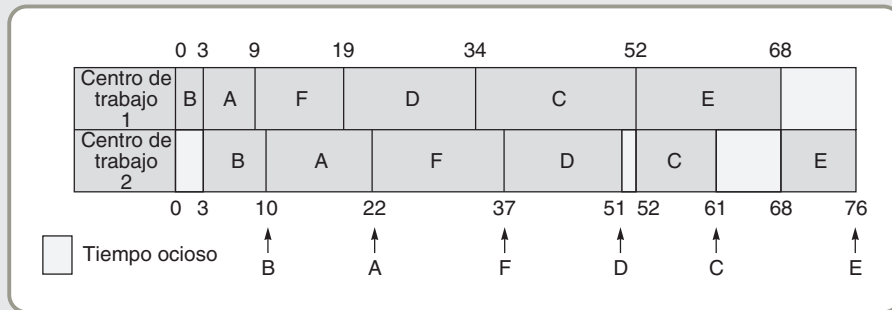 0 3 9 19 34 52 68
Centro de
trabajo
1
B A F D C E
Centro de
trabajo
2
B A F D C E
0 3 10 22 37 51 52 61 68 76
Tiempo ocioso
B A F D C E